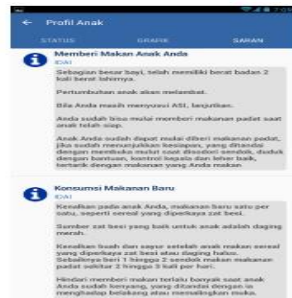 7:09
Profil Anak
STATUS GRAFIK SARAN
Memberi Makan Anak Anda
IDAI
Sebagian besar bayi, telah memiliki berat badan 2
kali berat lahirnya.
Pertumbuhan anak akan melambat.
Bila Anda masih menyusui ASI, lanjutkan.
Anda sudah bisa mulai memberi makanan padat saat
anak telah siap.
Anak Anda sudah dapat mulai diberi makanan padat,
jika sudah menunjukkan kesiapan, yang ditandai
dengan membuka mulut saat disodori sendok, duduk
dengan bantuan, kontrol kepala dan leher baik,
tertarik dengan makanan yang Anda makan
Konsumsi Makanan Baru
IDAI
Kenalkan pada anak Anda, makanan baru satu per
satu, seperti sereal yang diperkaya zat besi.
Sumber zat besi yang baik untuk anak adalah daging
merah.
Kenalkan buah dan sayur setelah anak makan sereal
yang diperkaya zat besi atau daging halus.
Sebaiknya beri 1 hingga 2 sendok makan makanan
padat sekitar 2 hingga 3 kali per hari.
Hindari memberi makan terlalu banyak saat anak
Anda sudah kenyang, yang ditandai dengan ia
menghadap belakang atau memalingkan muka.